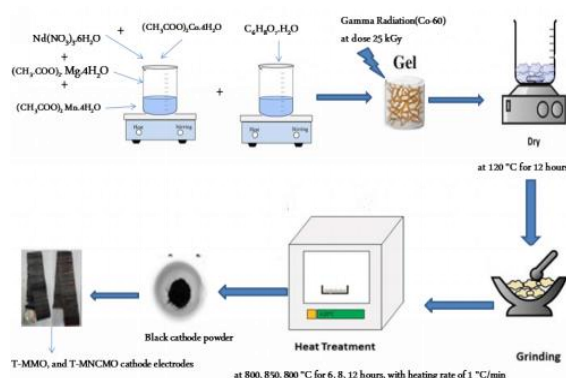 Nd(NO₃)₃.6H₂O
+
(CH₃COO)₂Co.4H₂O
+
(CH₃COO)₂ Mg.4H₂O
+
(CH₃COO)₂ Mn.4H₂O
+
C₆H₈O₇.H₂O
Gamma Radiation(Co-60)
at dose 25 kGy
Gel
Dry
at 120 °C for 12 hours
Grinding
Heat Treatment
at 800, 850, 800 °C for 6, 8, 12 hours, with heating rate of 1 °C/min
Black cathode powder
T-MMO, and T-MNCMO cathode electrodes